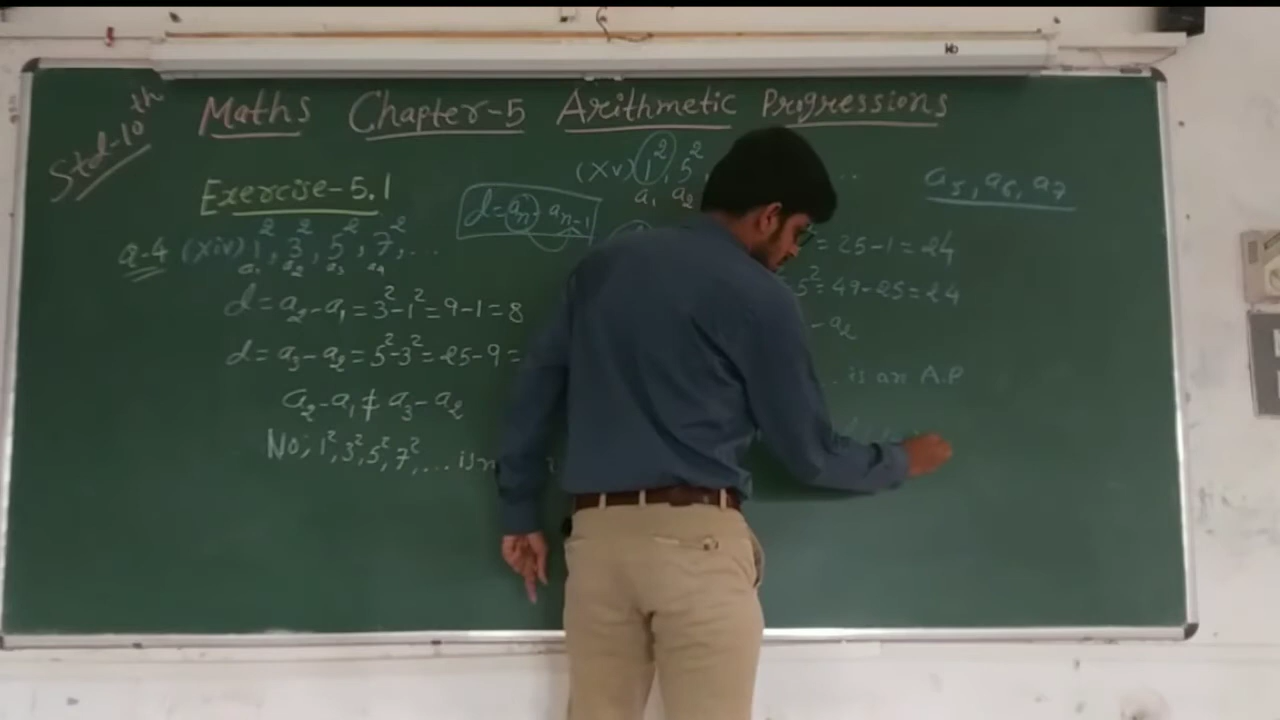 Std-10th
Maths Chapter-5 Arithmetic Progressions
Exercise-5.1
Q-4 (xiv) 1², 3², 5², 7², ...
a₁ a₂ a₃ a₄
d = a₂ - a₁ = 3² - 1² = 9 - 1 = 8
d = a₃ - a₂ = 5² - 3² = 25 - 9 =
a₂ - a₁ ≠ a₃ - a₂
No, 1², 3², 5², 7², ... is
d = aₙ - aₙ₋₁
(xv) 1², 5²,
a₁ a₂
a₅, a₆, a₇
= 25 - 1 = 24
5² = 49 - 25 = 24
- a₂
. is an A.P